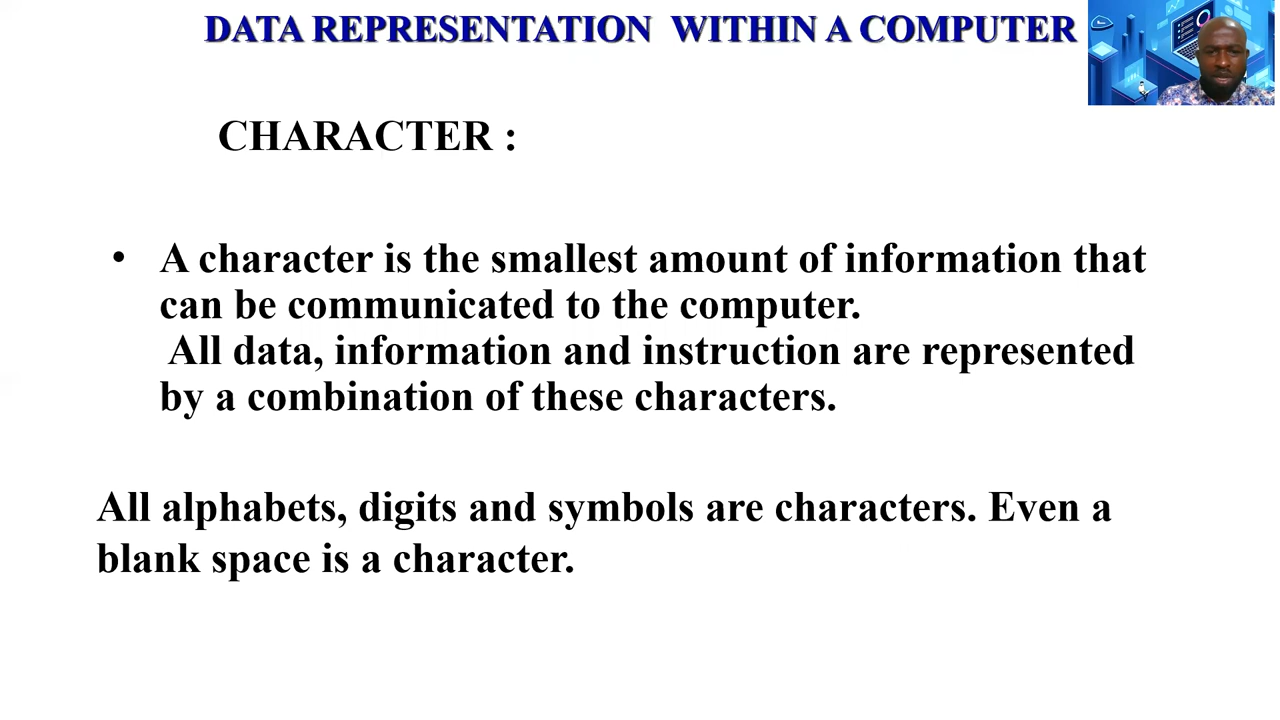 DATA REPRESENTATION WITHIN A COMPUTER
CHARACTER :
• A character is the smallest amount of information that
can be communicated to the computer.
All data, information and instruction are represented
by a combination of these characters.
All alphabets, digits and symbols are characters. Even a
blank space is a character.